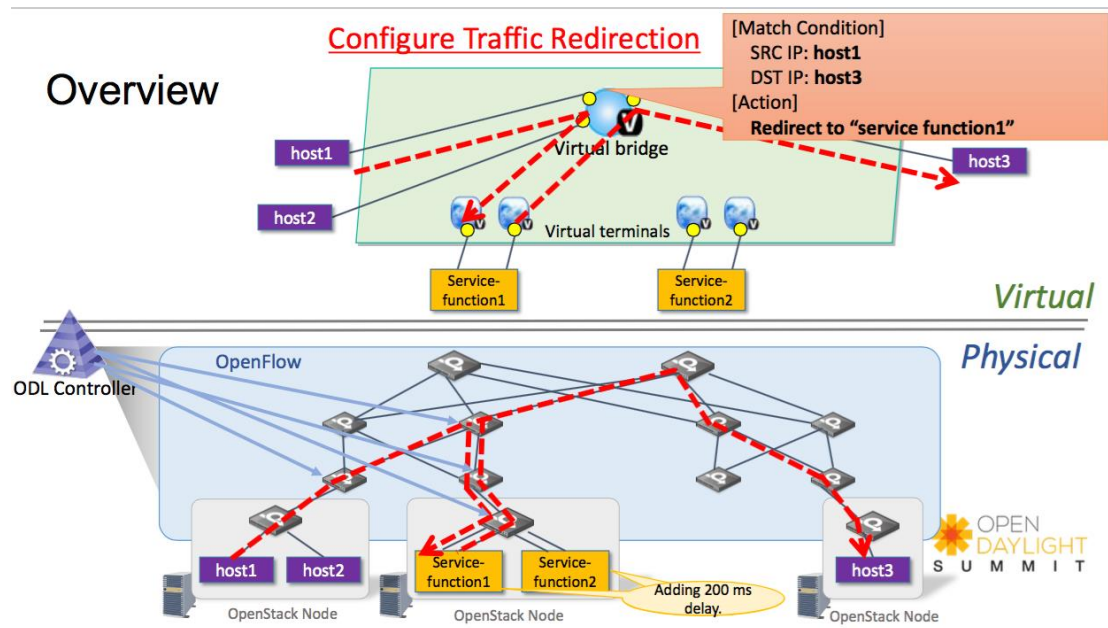 Configure Traffic Redirection
[Match Condition]
SRC IP: host1
DST IP: host3
[Action]
Redirect to “service function1”
Overview
host1
V
Virtual bridge
host3
host2
V
V
Virtual terminals
V
V
Service-
function1
Service-
function2
Virtual
Physical
OpenFlow
ODL Controller
host1
host2
Service-
function1
Service-
function2
host3
OPEN
DAYLIGHT
SUMMIT
Adding 200 ms
delay.
OpenStack Node
OpenStack Node
OpenStack Node